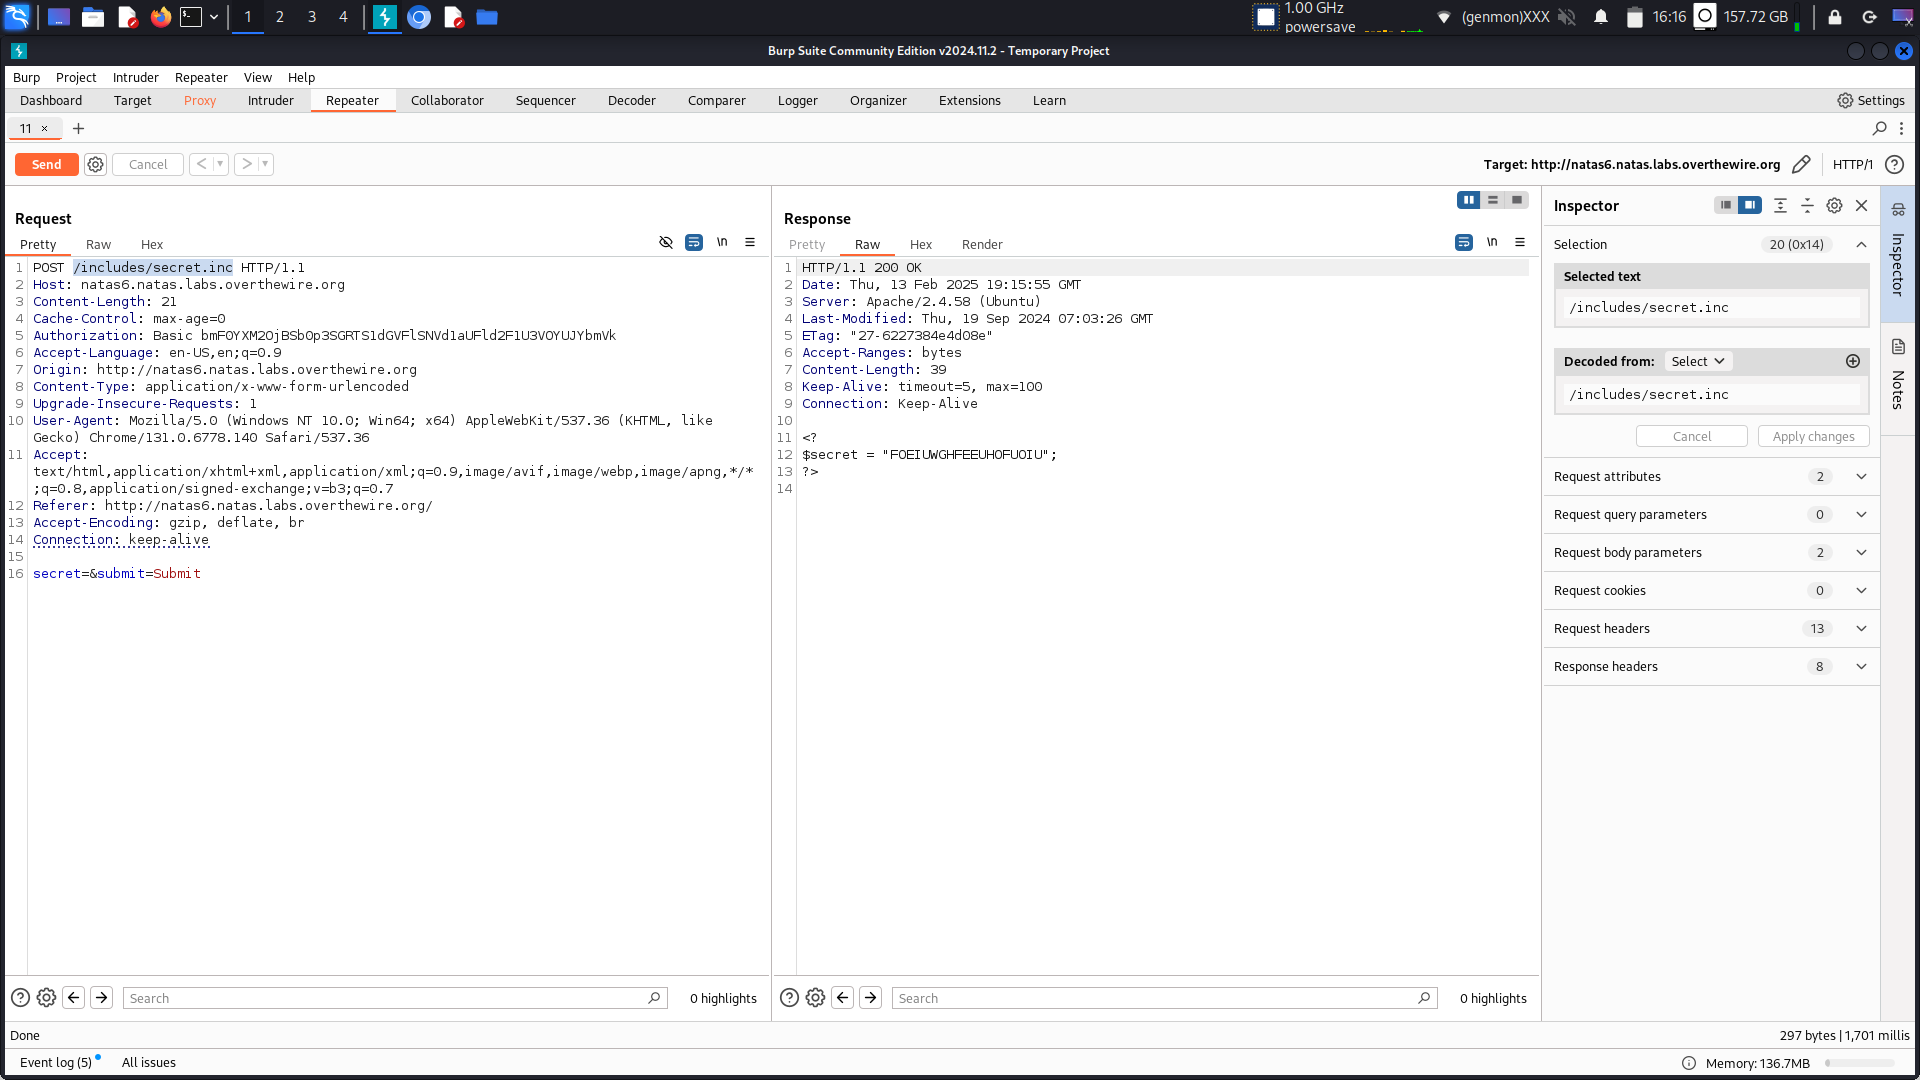 1 2 3 4
1.00 GHz
powersave
(genmon)XXX
16:16
157.72 GB
Burp Suite Community Edition v2024.11.2 - Temporary Project
Burp Project Intruder Repeater View Help
Dashboard Target Proxy Intruder Repeater Collaborator Sequencer Decoder Comparer Logger Organizer Extensions Learn Settings
11 × +
Send Cancel < > Target: http://natas6.natas.labs.overthewire.org HTTP/1
Request
Pretty Raw Hex \n
1 POST /includes/secret.inc HTTP/1.1
2 Host: natas6.natas.labs.overthewire.org
3 Content-Length: 21
4 Cache-Control: max-age=0
5 Authorization: Basic bmF0YXM2OjBSb0p3SGRTS1dGVFlSNVd1aUFld2F1U3VOYUJYbmVk
6 Accept-Language: en-US,en;q=0.9
7 Origin: http://natas6.natas.labs.overthewire.org
8 Content-Type: application/x-www-form-urlencoded
9 Upgrade-Insecure-Requests: 1
10 User-Agent: Mozilla/5.0 (Windows NT 10.0; Win64; x64) AppleWebKit/537.36 (KHTML, like
Gecko) Chrome/131.0.6778.140 Safari/537.36
11 Accept:
text/html,application/xhtml+xml,application/xml;q=0.9,image/avif,image/webp,image/apng,*/*
;q=0.8,application/signed-exchange;v=b3;q=0.7
12 Referer: http://natas6.natas.labs.overthewire.org/
13 Accept-Encoding: gzip, deflate, br
14 Connection: keep-alive
15
16 secret=&submit=Submit
Search 0 highlights
Response
Pretty Raw Hex Render \n
1 HTTP/1.1 200 OK
2 Date: Thu, 13 Feb 2025 19:15:55 GMT
3 Server: Apache/2.4.58 (Ubuntu)
4 Last-Modified: Thu, 19 Sep 2024 07:03:26 GMT
5 ETag: "27-6227384e4d08e"
6 Accept-Ranges: bytes
7 Content-Length: 39
8 Keep-Alive: timeout=5, max=100
9 Connection: Keep-Alive
10
11 <?
12 $secret = "FOEIUWGHFEEUHOFUOIU";
13 ?>
14
Search 0 highlights
Inspector
Selection 20 (0x14)
Selected text
/includes/secret.inc
Decoded from: Select
/includes/secret.inc
Cancel Apply changes
Request attributes 2
Request query parameters 0
Request body parameters 2
Request cookies 0
Request headers 13
Response headers 8
Inspector
Notes
Done 297 bytes | 1,701 millis
Event log (5) All issues Memory: 136.7MB